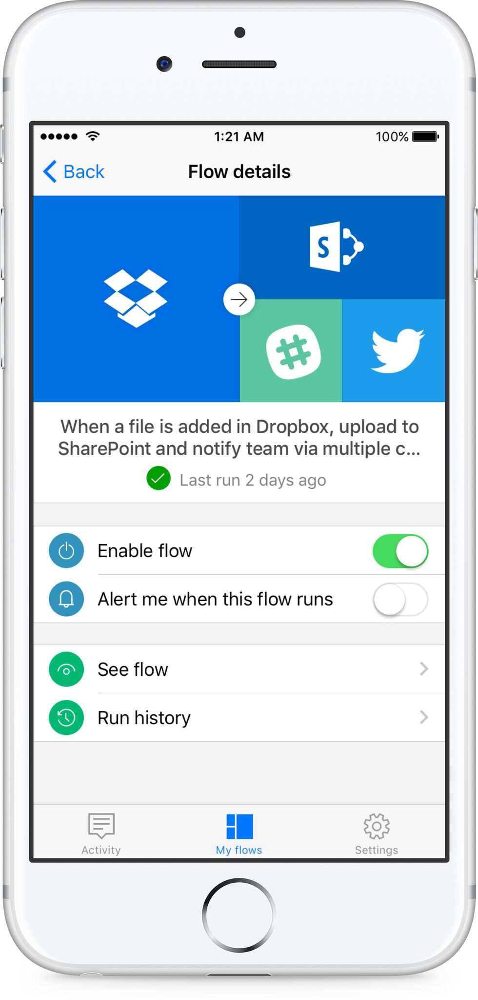 1:21 AM
100%
Back
Flow details
S
When a file is added in Dropbox, upload to
SharePoint and notify team via multiple c...
Last run 2 days ago
Enable flow
Alert me when this flow runs
See flow
Run history
Activity
My flows
Settings